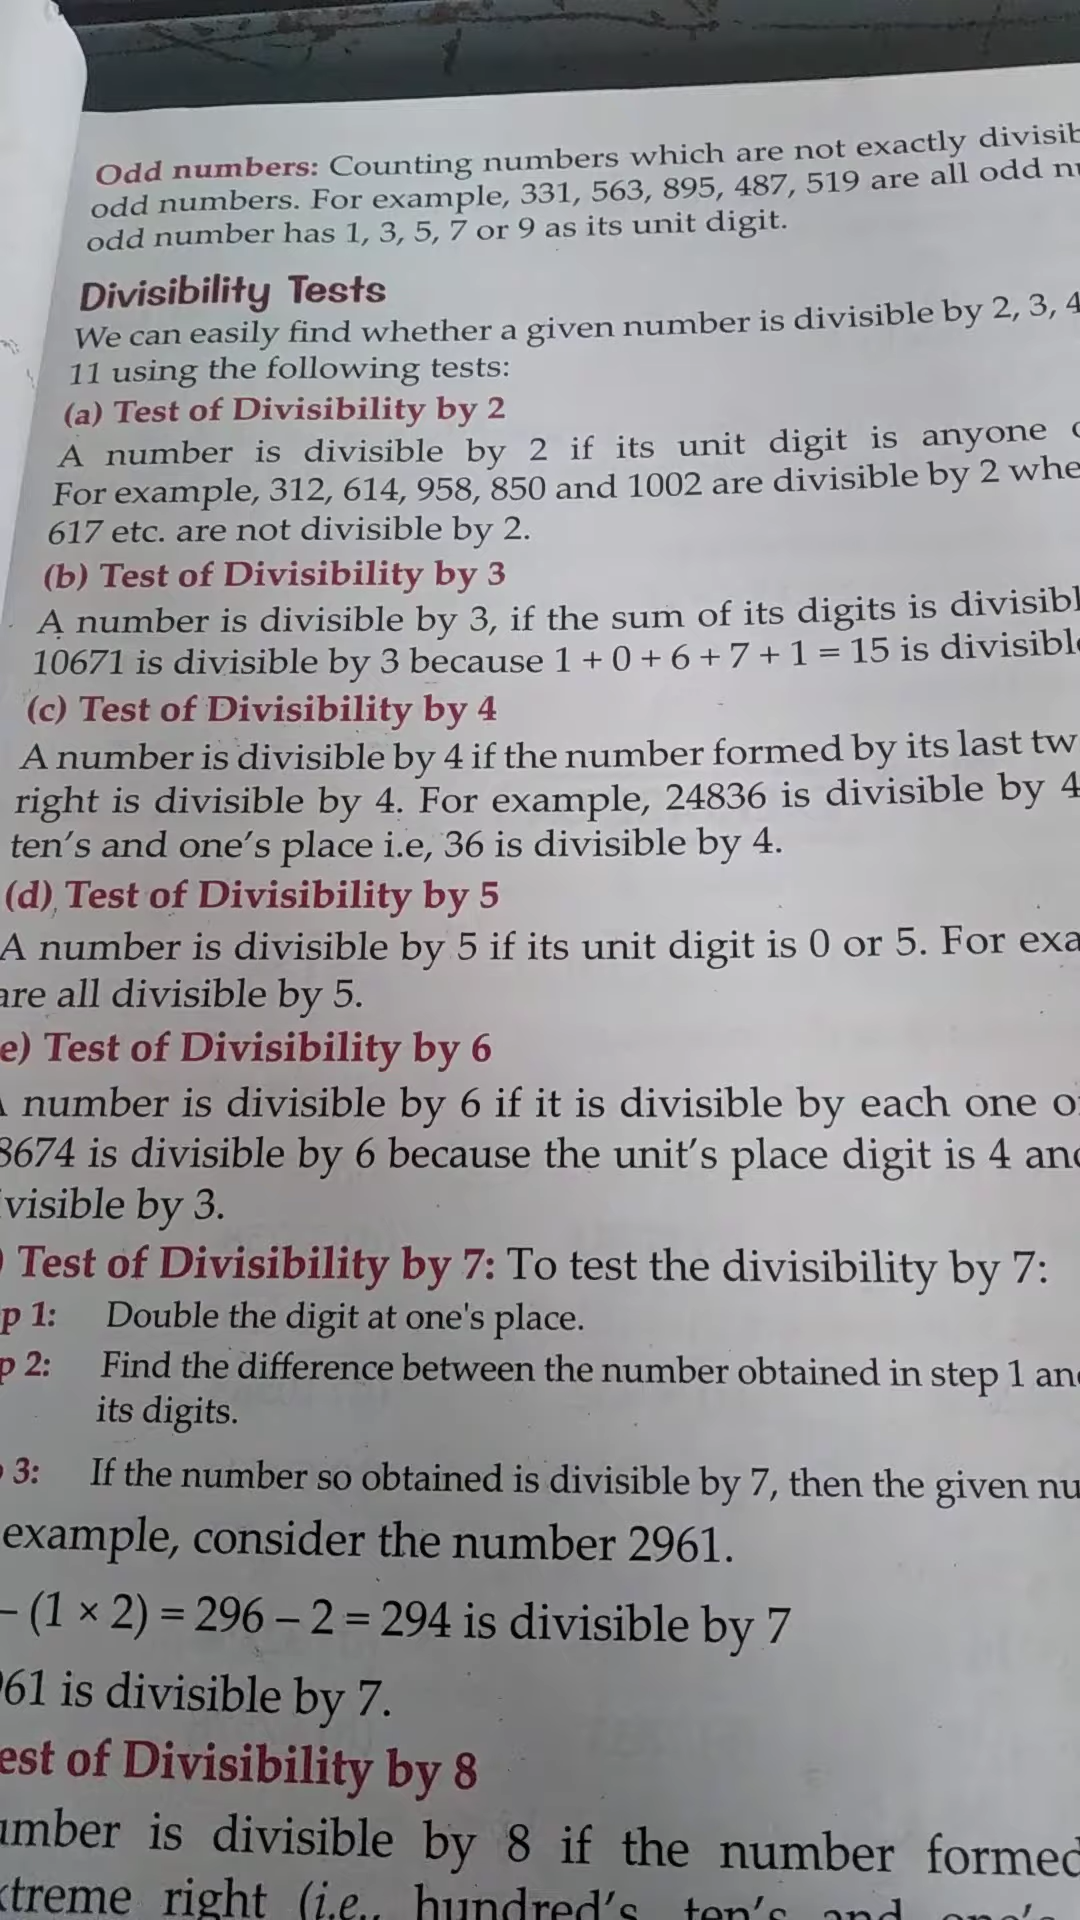 Odd numbers: Counting numbers which are not exactly
odd numbers. For example, 331, 563, 895, 487, 519 are all odd
odd number has 1, 3, 5, 7 or 9 as its unit digit.
Divisibility Tests
We can easily find whether a given number is divisible by 2, 3, 4
11 using the following tests:
(a) Test of Divisibility by 2
A number is divisible by 2 if its unit digit is anyone
For example, 312, 614, 958, 850 and 1002 are divisible by 2
617 etc. are not divisible by 2.
(b) Test of Divisibility by 3
A number is divisible by 3, if the sum of its digits is
10671 is divisible by 3 because 1 + 0 + 6 + 7 + 1 = 15 is
(c) Test of Divisibility by 4
A number is divisible by 4 if the number formed by its last
right is divisible by 4. For example, 24836 is divisible by 4
ten's and one's place i.e, 36 is divisible by 4.
(d) Test of Divisibility by 5
A number is divisible by 5 if its unit digit is 0 or 5. For
are all divisible by 5.
e) Test of Divisibility by 6
number is divisible by 6 if it is divisible by each one
8674 is divisible by 6 because the unit's place digit is 4
visible by 3.
) Test of Divisibility by 7: To test the divisibility by 7:
p 1: Double the digit at one's place.
p 2: Find the difference between the number obtained in step 1
its digits.
3: If the number so obtained is divisible by 7, then the given
example, consider the number 2961.
– (1 × 2) = 296 – 2 = 294 is divisible by 7
61 is divisible by 7.
est of Divisibility by 8
umber is divisible by 8 if the number formed
xtreme right (i.e., hundred's ten's and one's